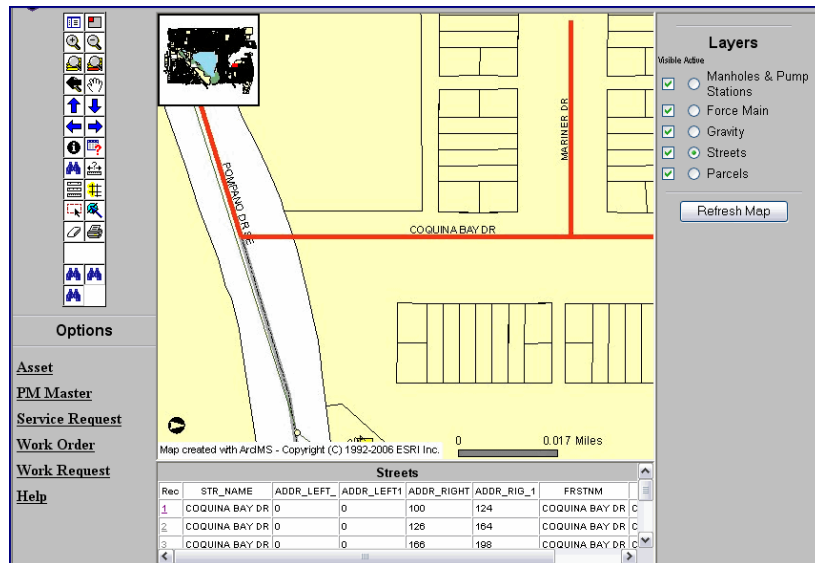 Layers
Visible Active
Manholes & Pump
Stations
Force Main
Gravity
Streets
Parcels
Refresh Map
Options
Asset
PM Master
Service Request
Work Order
Work Request
Help
POMPANO DR SE
COQUINA BAY DR
MARINER DR
0 0.017 Miles
Map created with ArcIMS - Copyright (C) 1992-2006 ESRI Inc.
Streets
Rec STR_NAME ADDR_LEFT_ ADDR_LEFT1 ADDR_RIGHT ADDR_RIG_1 FRSTNM
1 COQUINA BAY DR 0 0 100 124 COQUINA BAY DR C
2 COQUINA BAY DR 0 0 126 164 COQUINA BAY DR C
3 COQUINA BAY DR 0 0 166 198 COQUINA BAY DR C